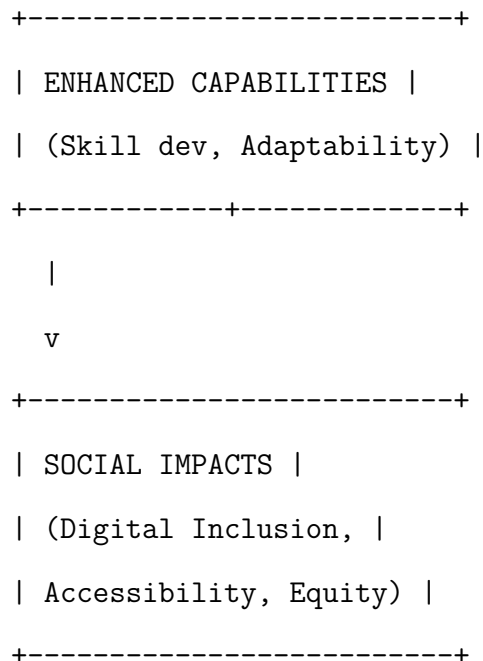 +--------------------------+
| ENHANCED CAPABILITIES |
| (Skill dev, Adaptability) |
+------------+-------------+
|
v
+--------------------------+
| SOCIAL IMPACTS |
| (Digital Inclusion, |
| Accessibility, Equity) |
+--------------------------+